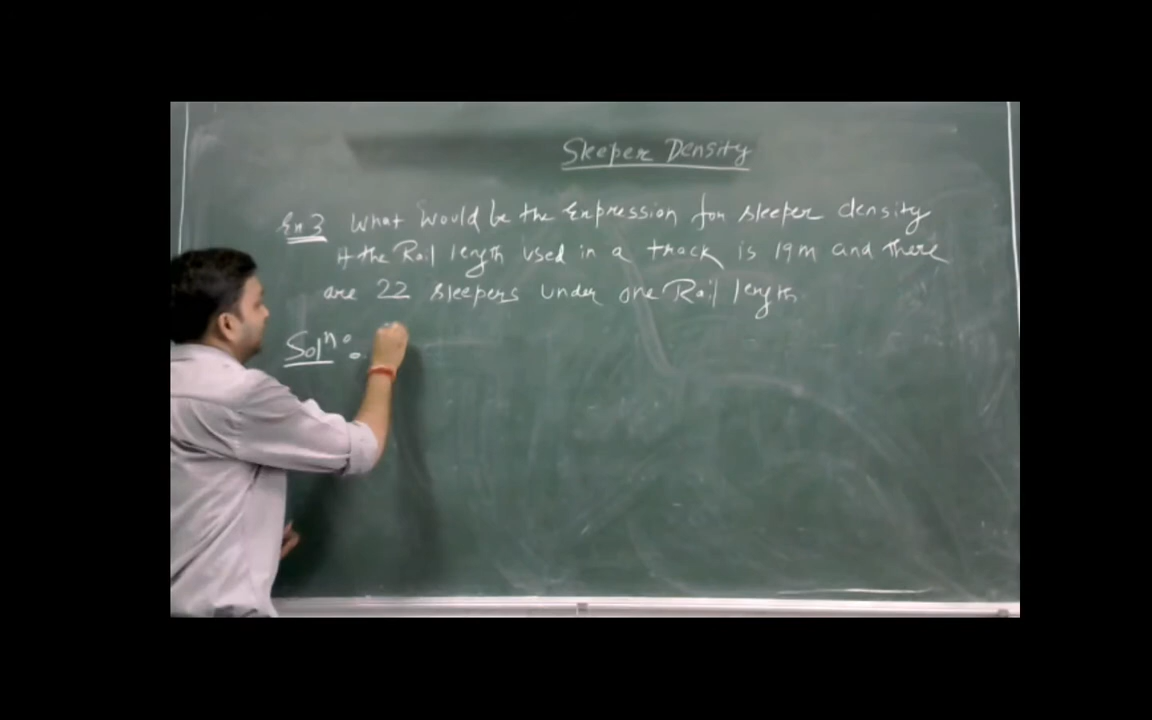 Sleeper Density
Ex 3 What would be the Expression for sleeper density
if the Rail length used in a track is 19m and there
are 22 sleepers under one Rail length
Solⁿ: